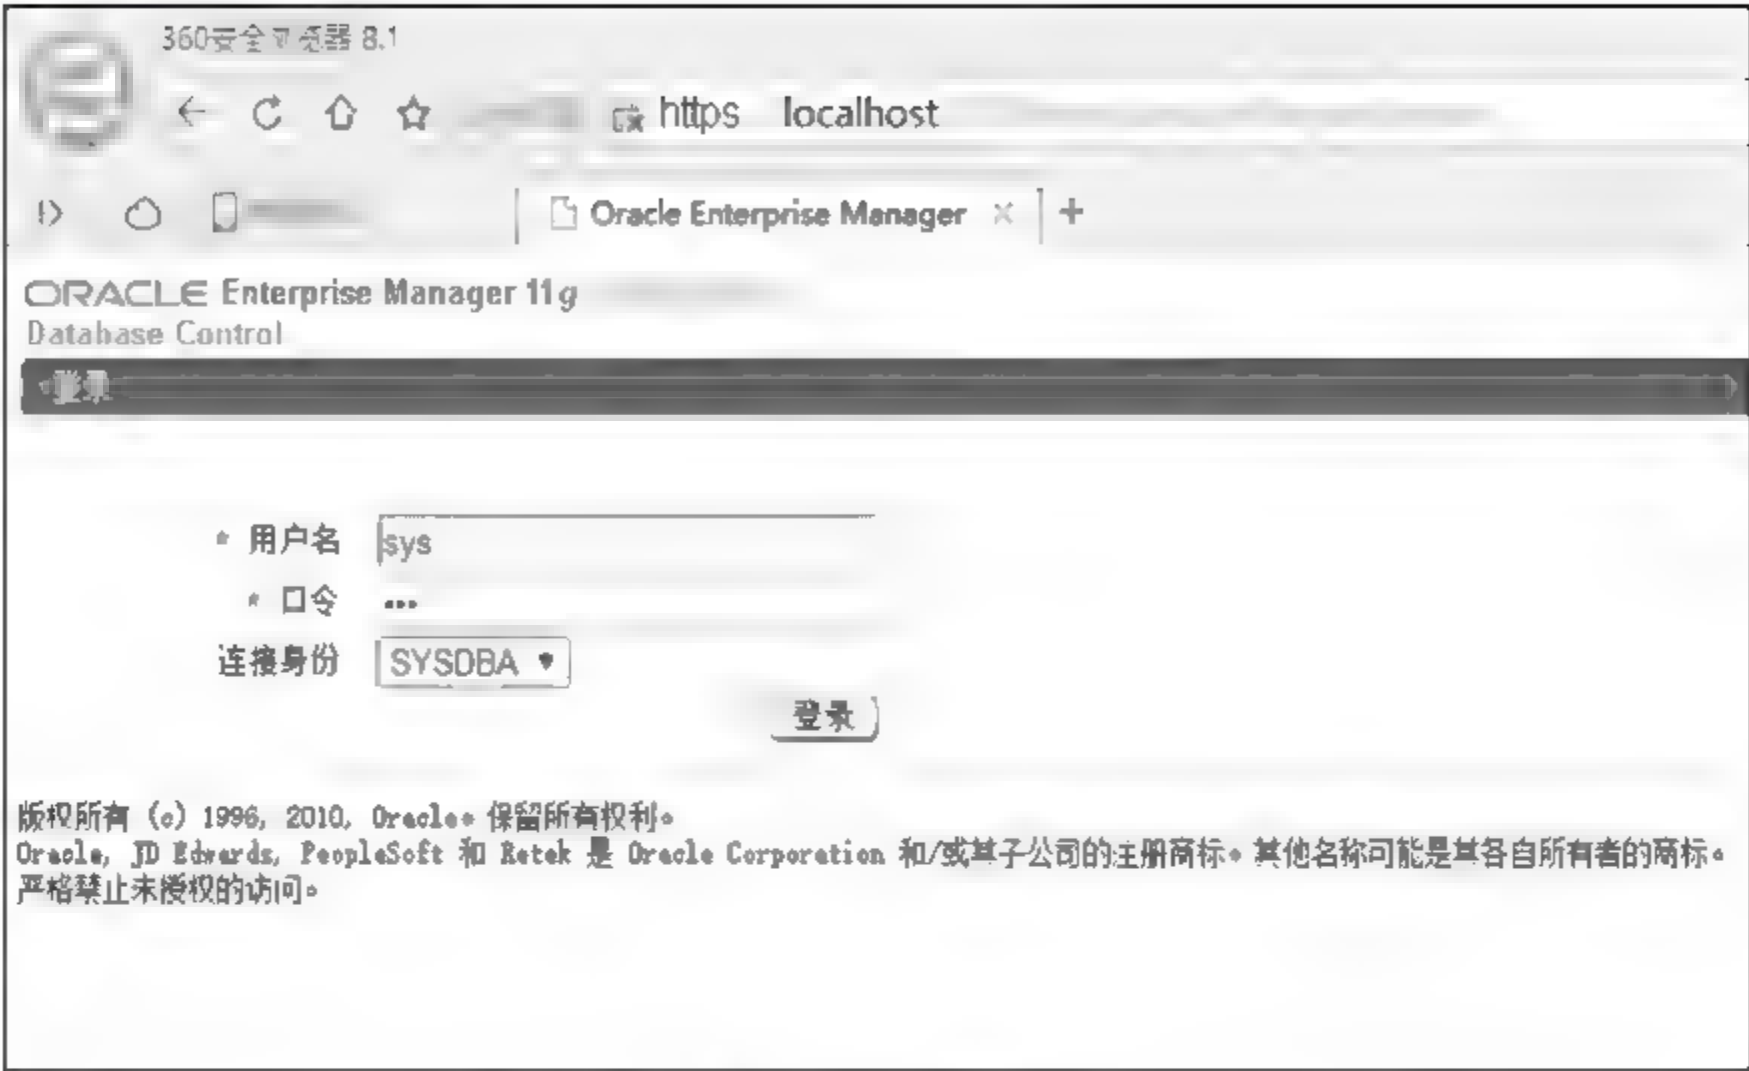 360安全浏览器 8.1
https localhost
Oracle Enterprise Manager
ORACLE Enterprise Manager 11g
Database Control
登录
* 用户名 sys
* 口令 •••
连接身份 SYSDBA
登录
版权所有 (c) 1996, 2010, Oracle。保留所有权利。
Oracle, JD Edwards, PeopleSoft 和 Retek 是 Oracle Corporation 和/或其子公司的注册商标。其他名称可能是其各自所有者的商标。
严格禁止未授权的访问。